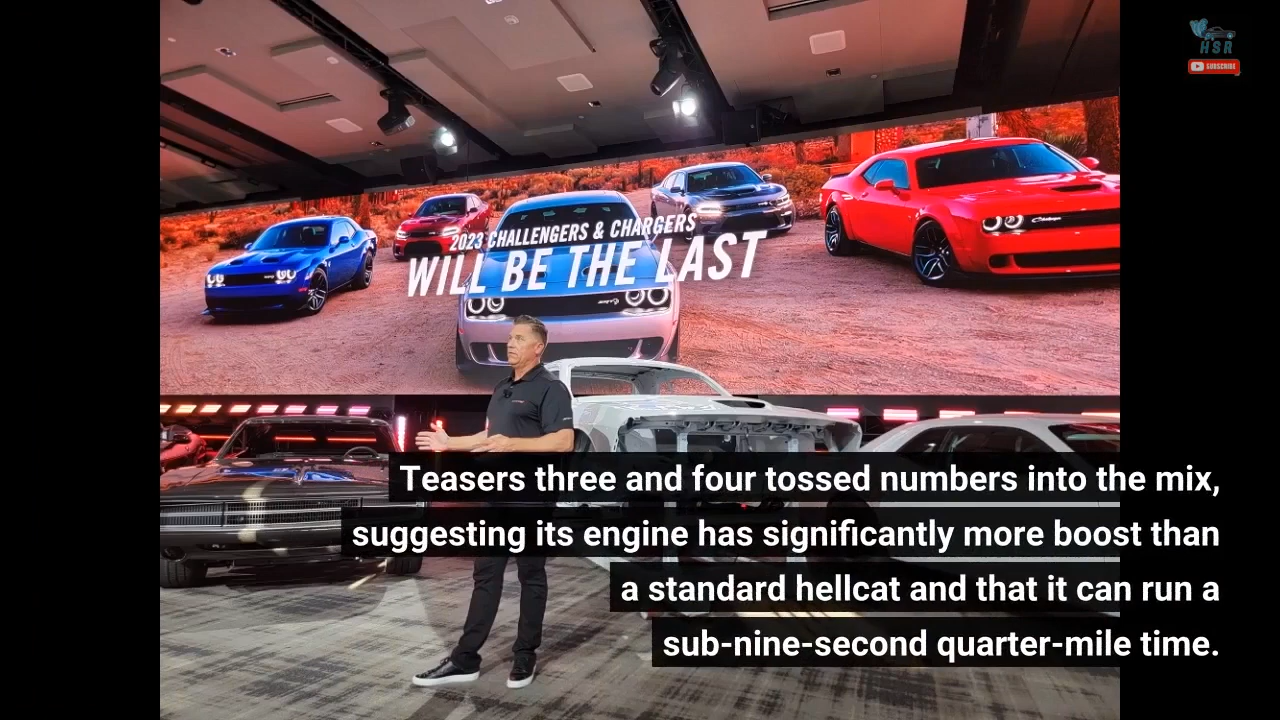 HSR
SUBSCRIBE
2023 CHALLENGERS & CHARGERS
WILL BE THE LAST
Teasers three and four tossed numbers into the mix,
suggesting its engine has significantly more boost than
a standard hellcat and that it can run a
sub-nine-second quarter-mile time.